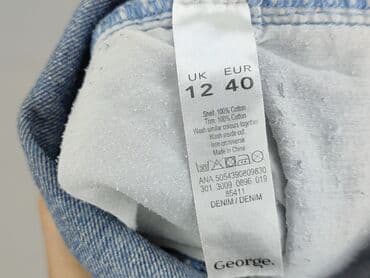 UK EUR
12 40
Shell: 100% Cotton
Trim: 100% Cotton
Wash similar colours together
Wash inside out
Iron on reverse
Made in China
ANA 5054390809830
301 3009 0896 019
85411
DENIM / DENIM
George.